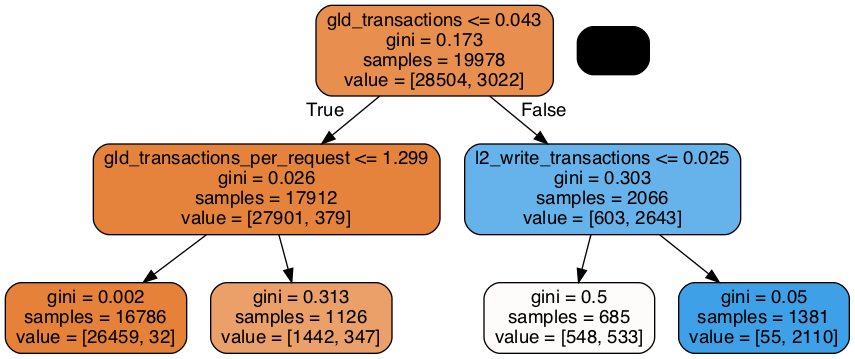 gld_transactions <= 0.043
gini = 0.173
samples = 19978
value = [28504, 3022]
True
False
gld_transactions_per_request <= 1.299
gini = 0.026
samples = 17912
value = [27901, 379]
l2_write_transactions <= 0.025
gini = 0.303
samples = 2066
value = [603, 2643]
gini = 0.002
samples = 16786
value = [26459, 32]
gini = 0.313
samples = 1126
value = [1442, 347]
gini = 0.5
samples = 685
value = [548, 533]
gini = 0.05
samples = 1381
value = [55, 2110]